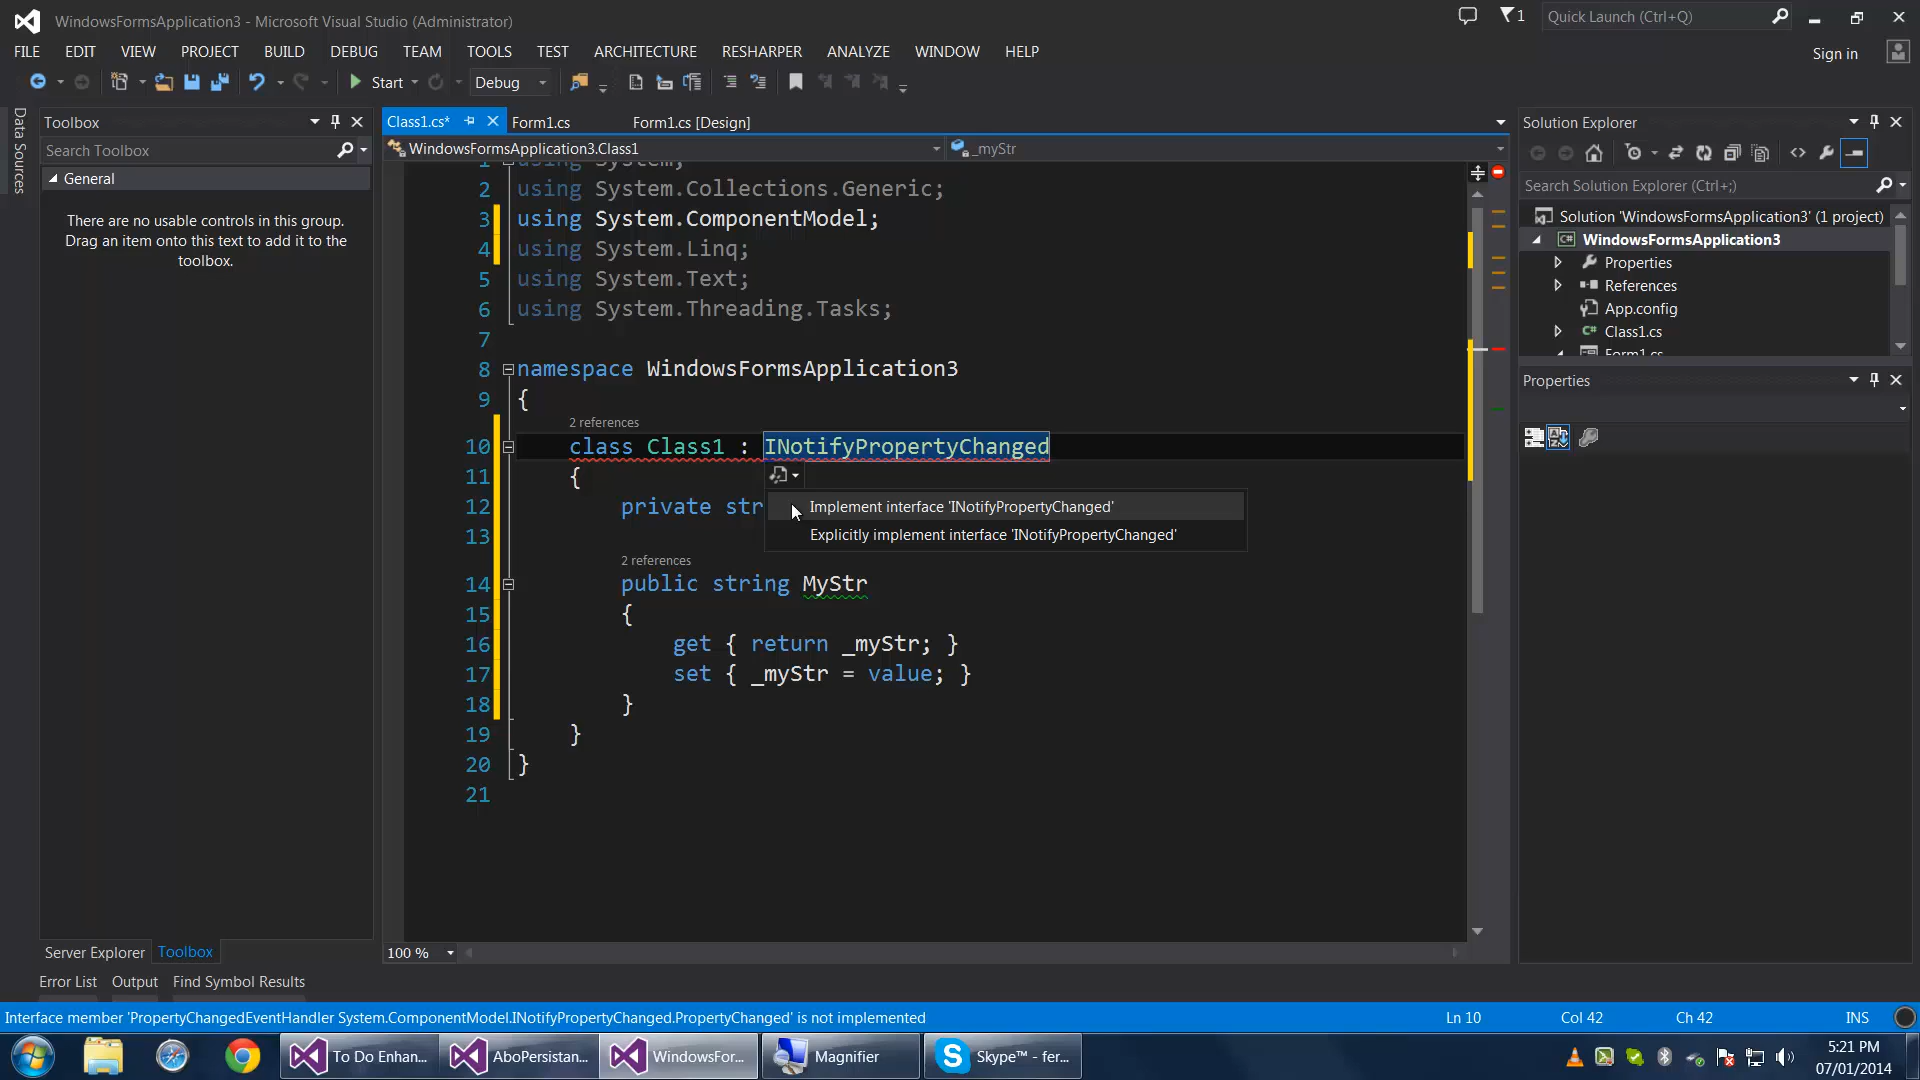 WindowsFormsApplication3 - Microsoft Visual Studio (Administrator)
1
Quick Launch (Ctrl+Q)
FILE EDIT VIEW PROJECT BUILD DEBUG TEAM TOOLS TEST ARCHITECTURE RESHARPER ANALYZE WINDOW HELP
Sign in
Start Debug
Data Sources
Toolbox
Search Toolbox
General
There are no usable controls in this group.
Drag an item onto this text to add it to the
toolbox.
Server Explorer Toolbox
Class1.cs* Form1.cs Form1.cs [Design]
WindowsFormsApplication3.Class1 _myStr
1 using System;
2 using System.Collections.Generic;
3 using System.ComponentModel;
4 using System.Linq;
5 using System.Text;
6 using System.Threading.Tasks;
7
8 namespace WindowsFormsApplication3
9 {
2 references
10 class Class1 : INotifyPropertyChanged
11 {
12 private str
Implement interface 'INotifyPropertyChanged'
13
Explicitly implement interface 'INotifyPropertyChanged'
2 references
14 public string MyStr
15 {
16 get { return _myStr; }
17 set { _myStr = value; }
18 }
19 }
20 }
21
100 %
Solution Explorer
Search Solution Explorer (Ctrl+;)
Solution 'WindowsFormsApplication3' (1 project)
C# WindowsFormsApplication3
Properties
References
App.config
C# Class1.cs
Form1.cs
Properties
Error List Output Find Symbol Results
Interface member 'PropertyChangedEventHandler System.ComponentModel.INotifyPropertyChanged.PropertyChanged' is not implemented
Ln 10 Col 42 Ch 42 INS
To Do Enhan... AboPersistan... WindowsFor... Magnifier Skype™ - fer...
5:21 PM
07/01/2014